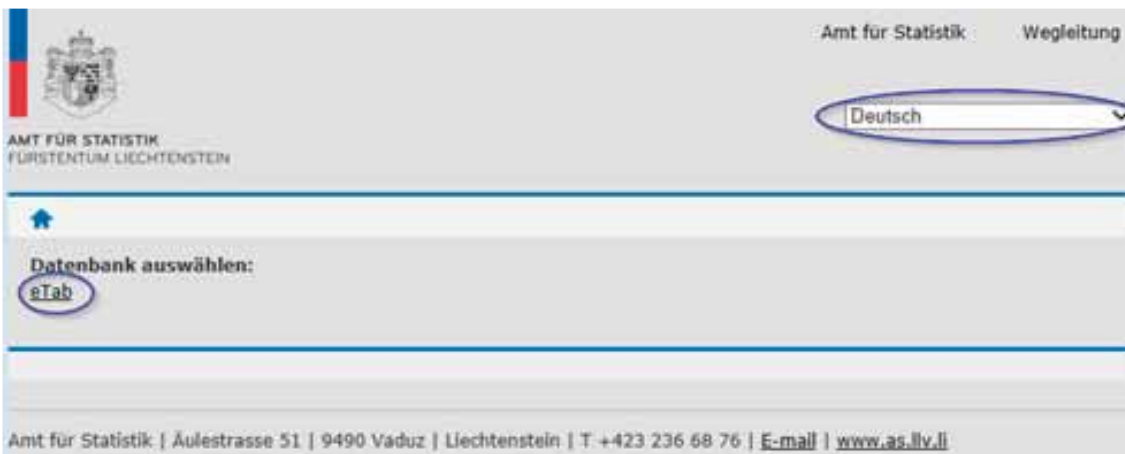 Amt für Statistik Wegleitung
Deutsch
AMT FÜR STATISTIK
FÜRSTENTUM LIECHTENSTEIN
Datenbank auswählen:
eTab
Amt für Statistik | Äulestrasse 51 | 9490 Vaduz | Liechtenstein | T +423 236 68 76 | E-mail | www.as.llv.li